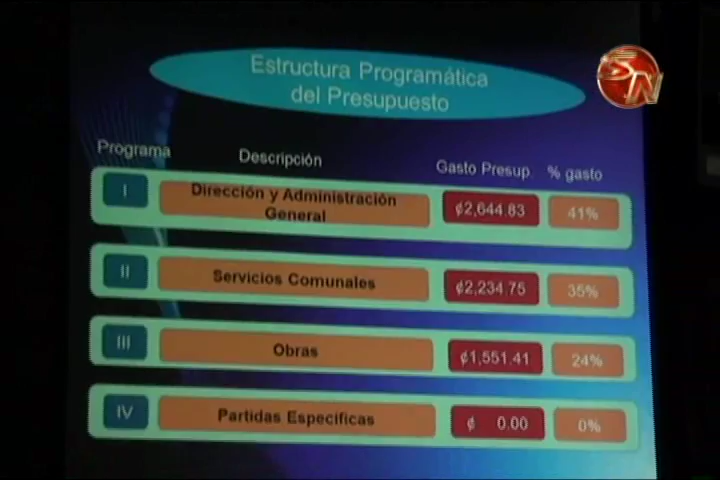 Estructura Programática
del Presupuesto
SN
Programa Descripción Gasto Presup. % gasto
I Dirección y Administración General ¢2,644.83 41%
II Servicios Comunales ¢2,234.75 35%
III Obras ¢1,551.41 24%
IV Partidas Especificas ¢ 0.00 0%